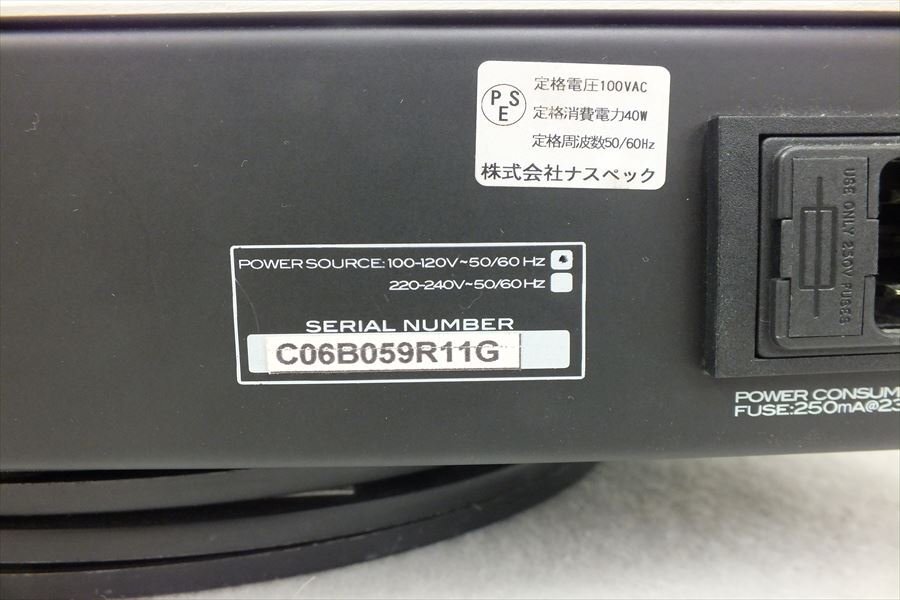 PSE
定格電圧100VAC
定格消費電力40W
定格周波数50/60Hz
株式会社ナスペック
POWER SOURCE: 100-120V~50/60 Hz
220-240V~50/60 Hz
SERIAL NUMBER
C06B059R11G
USE ONLY 250V FUSES
POWER CONSUM
FUSE:250mA@23